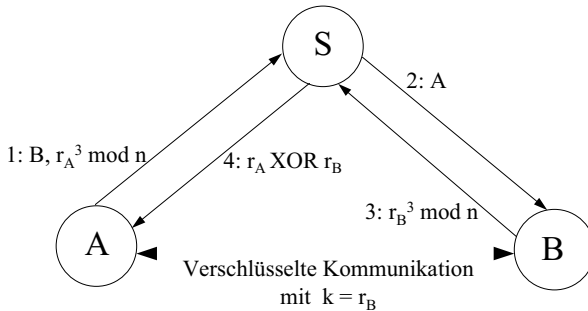 S
2: A
1: B, r_A^3 mod n
4: r_A XOR r_B
3: r_B^3 mod n
A
B
Verschlüsselte Kommunikation
mit k = r_B